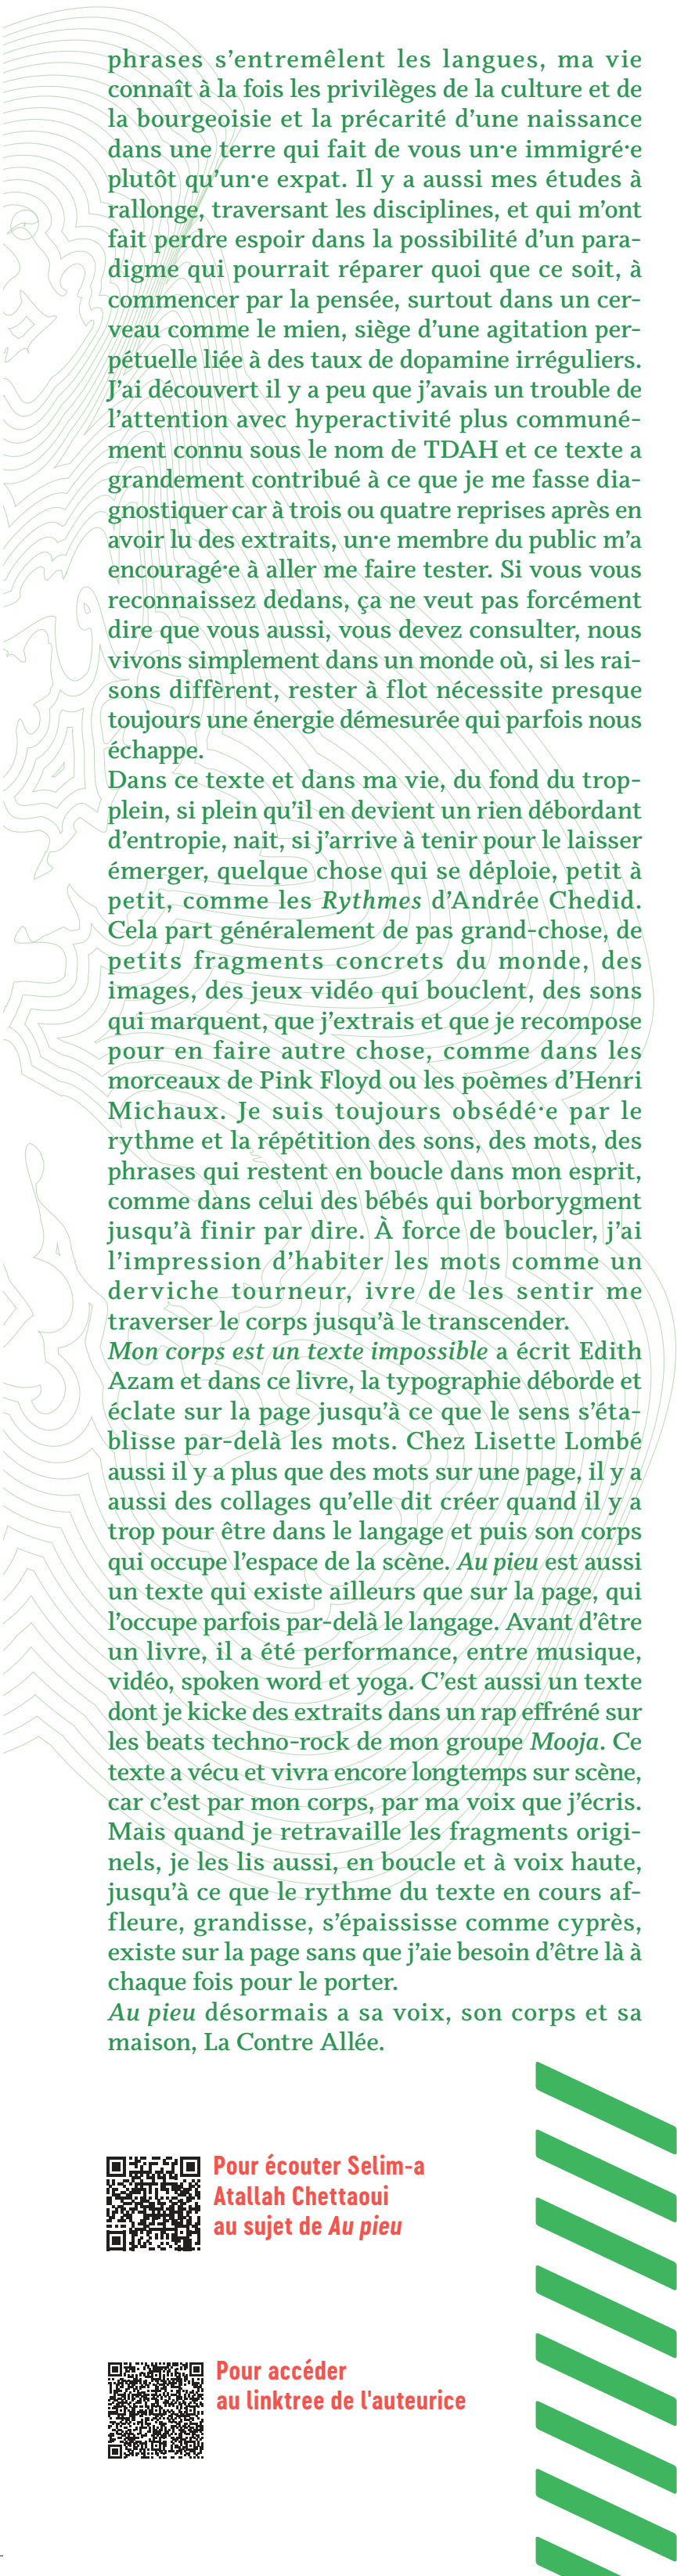 phrases s’entremêlent les langues, ma vie
connaît à la fois les privilèges de la culture et de
la bourgeoisie et la précarité d’une naissance
dans une terre qui fait de vous un·e immigré·e
plutôt qu’un·e expat. Il y a aussi mes études à
rallonge, traversant les disciplines, et qui m’ont
fait perdre espoir dans la possibilité d’un para-
digme qui pourrait réparer quoi que ce soit, à
commencer par la pensée, surtout dans un cer-
veau comme le mien, siège d’une agitation per-
pétuelle liée à des taux de dopamine irréguliers.
J’ai découvert il y a peu que j’avais un trouble de
l’attention avec hyperactivité plus communé-
ment connu sous le nom de TDAH et ce texte a
grandement contribué à ce que je me fasse dia-
gnostiquer car à trois ou quatre reprises après en
avoir lu des extraits, un·e membre du public m’a
encouragé·e à aller me faire tester. Si vous vous
reconnaissez dedans, ça ne veut pas forcément
dire que vous aussi, vous devez consulter, nous
vivons simplement dans un monde où, si les rai-
sons diffèrent, rester à flot nécessite presque
toujours une énergie démesurée qui parfois nous
échappe.
Dans ce texte et dans ma vie, du fond du trop-
plein, si plein qu’il en devient un rien débordant
d’entropie, nait, si j’arrive à tenir pour le laisser
émerger, quelque chose qui se déploie, petit à
petit, comme les Rythmes d’Andrée Chedid.
Cela part généralement de pas grand-chose, de
petits fragments concrets du monde, des
images, des jeux vidéo qui bouclent, des sons
qui marquent, que j’extrais et que je recompose
pour en faire autre chose, comme dans les
morceaux de Pink Floyd ou les poèmes d’Henri
Michaux. Je suis toujours obsédé·e par le
rythme et la répétition des sons, des mots, des
phrases qui restent en boucle dans mon esprit,
comme dans celui des bébés qui borborygment
jusqu’à finir par dire. À force de boucler, j’ai
l’impression d’habiter les mots comme un
derviche tourneur, ivre de les sentir me
traverser le corps jusqu’à le transcender.
Mon corps est un texte impossible a écrit Edith
Azam et dans ce livre, la typographie déborde et
éclate sur la page jusqu’à ce que le sens s’éta-
blisse par-delà les mots. Chez Lisette Lombé
aussi il y a plus que des mots sur une page, il y a
aussi des collages qu’elle dit créer quand il y a
trop pour être dans le langage et puis son corps
qui occupe l’espace de la scène. Au pieu est aussi
un texte qui existe ailleurs que sur la page, qui
l’occupe parfois par-delà le langage. Avant d’être
un livre, il a été performance, entre musique,
vidéo, spoken word et yoga. C’est aussi un texte
dont je kicke des extraits dans un rap effréné sur
les beats techno-rock de mon groupe Mooja. Ce
texte a vécu et vivra encore longtemps sur scène,
car c’est par mon corps, par ma voix que j’écris.
Mais quand je retravaille les fragments origi-
nels, je les lis aussi, en boucle et à voix haute,
jusqu’à ce que le rythme du texte en cours af-
fleure, grandisse, s’épaississe comme cyprès,
existe sur la page sans que j’aie besoin d’être là à
chaque fois pour le porter.
Au pieu désormais a sa voix, son corps et sa
maison, La Contre Allée.
Pour écouter Selim-a
Atallah Chettaoui
au sujet de Au pieu
Pour accéder
au linktree de l'auteurice